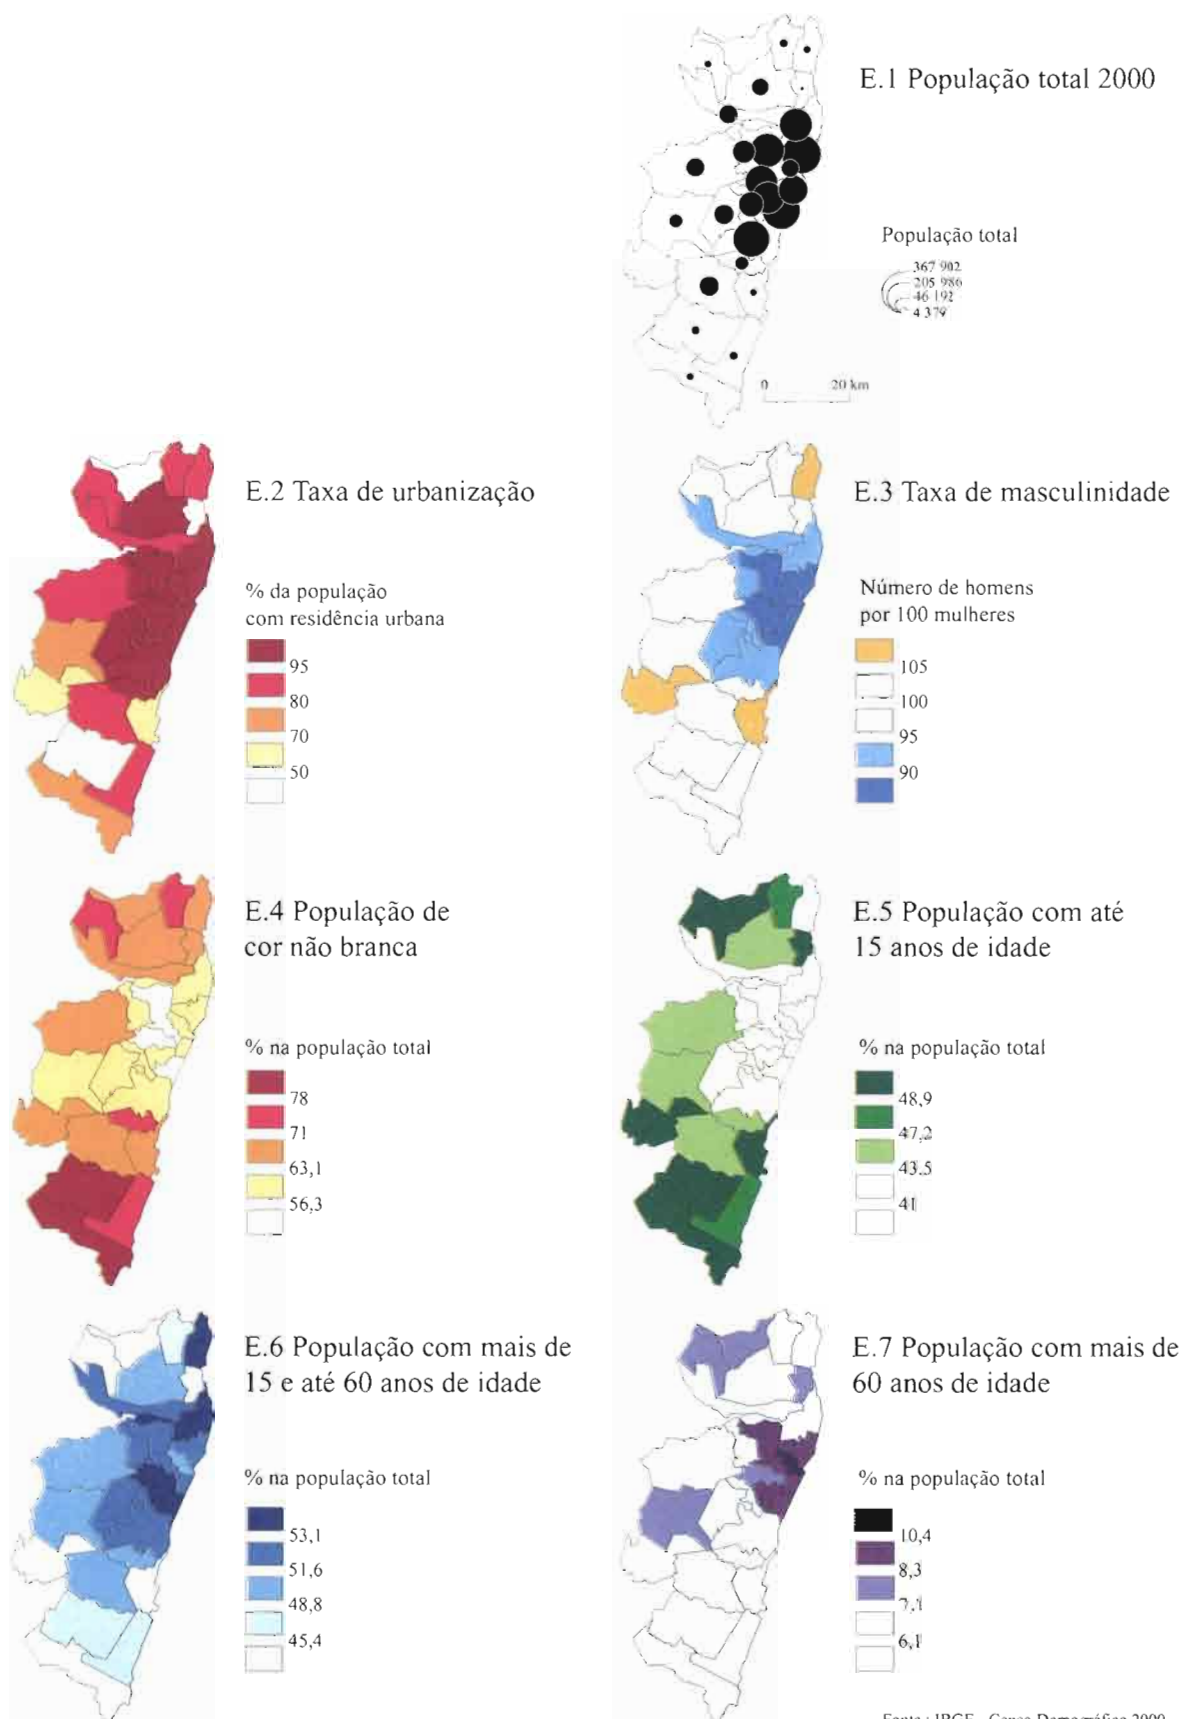 E.1 População total 2000
População total
367 902
205 986
46 192
4 379
0 20 km
E.2 Taxa de urbanização
% da população
com residência urbana
95
80
70
50
E.3 Taxa de masculinidade
Número de homens
por 100 mulheres
105
100
95
90
E.4 População de
cor não branca
% na população total
78
71
63,1
56,3
E.5 População com até
15 anos de idade
% na população total
48,9
47,2
43.5
41
E.6 População com mais de
15 e até 60 anos de idade
% na população total
53,1
51,6
48,8
45,4
E.7 População com mais de
60 anos de idade
% na população total
10,4
8,3
7,1
6,1
Fonte: IBGE - Censo Demográfico 2000